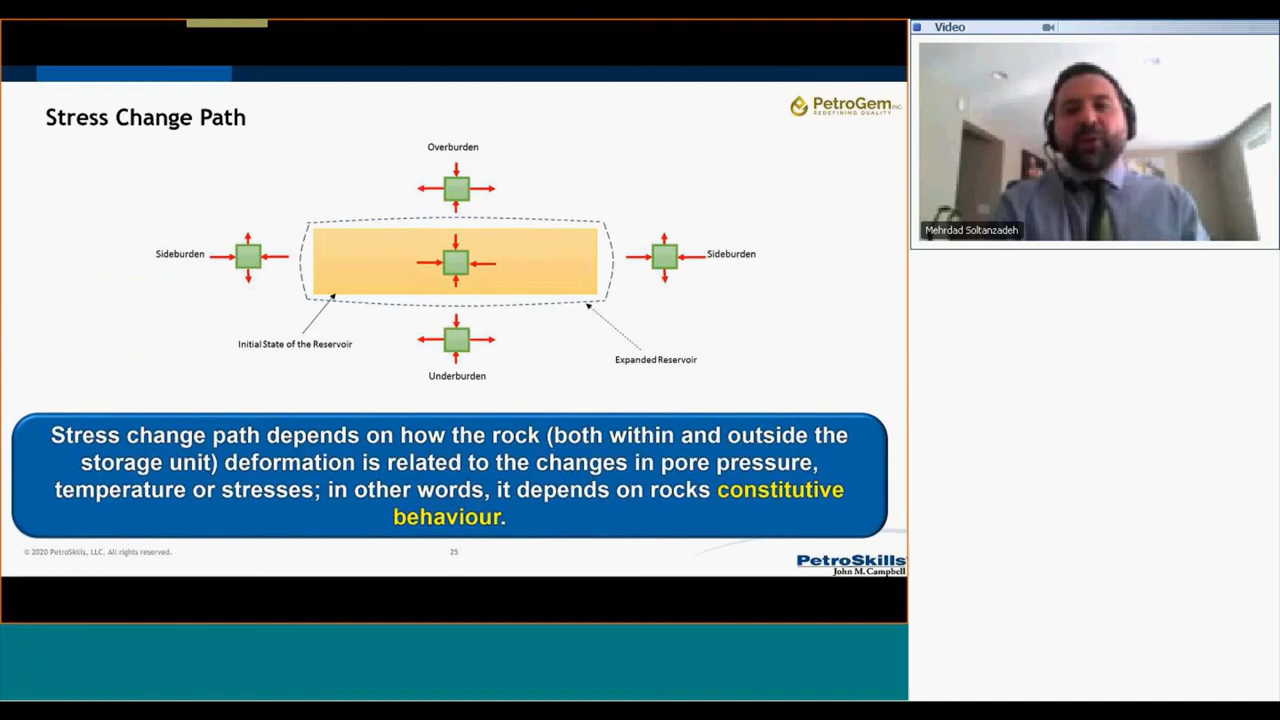 Video
Stress Change Path
PetroGem INC.
REDEFINING QUALITY
Overburden
Sideburden
Sideburden
Mehrdad Soltanzadeh
Initial State of the Reservoir
Expanded Reservoir
Underburden
Stress change path depends on how the rock (both within and outside the
storage unit) deformation is related to the changes in pore pressure,
temperature or stresses; in other words, it depends on rocks constitutive
behaviour.
© 2020 PetroSkills, LLC. All rights reserved.
25
PetroSkills
John M. Campbell